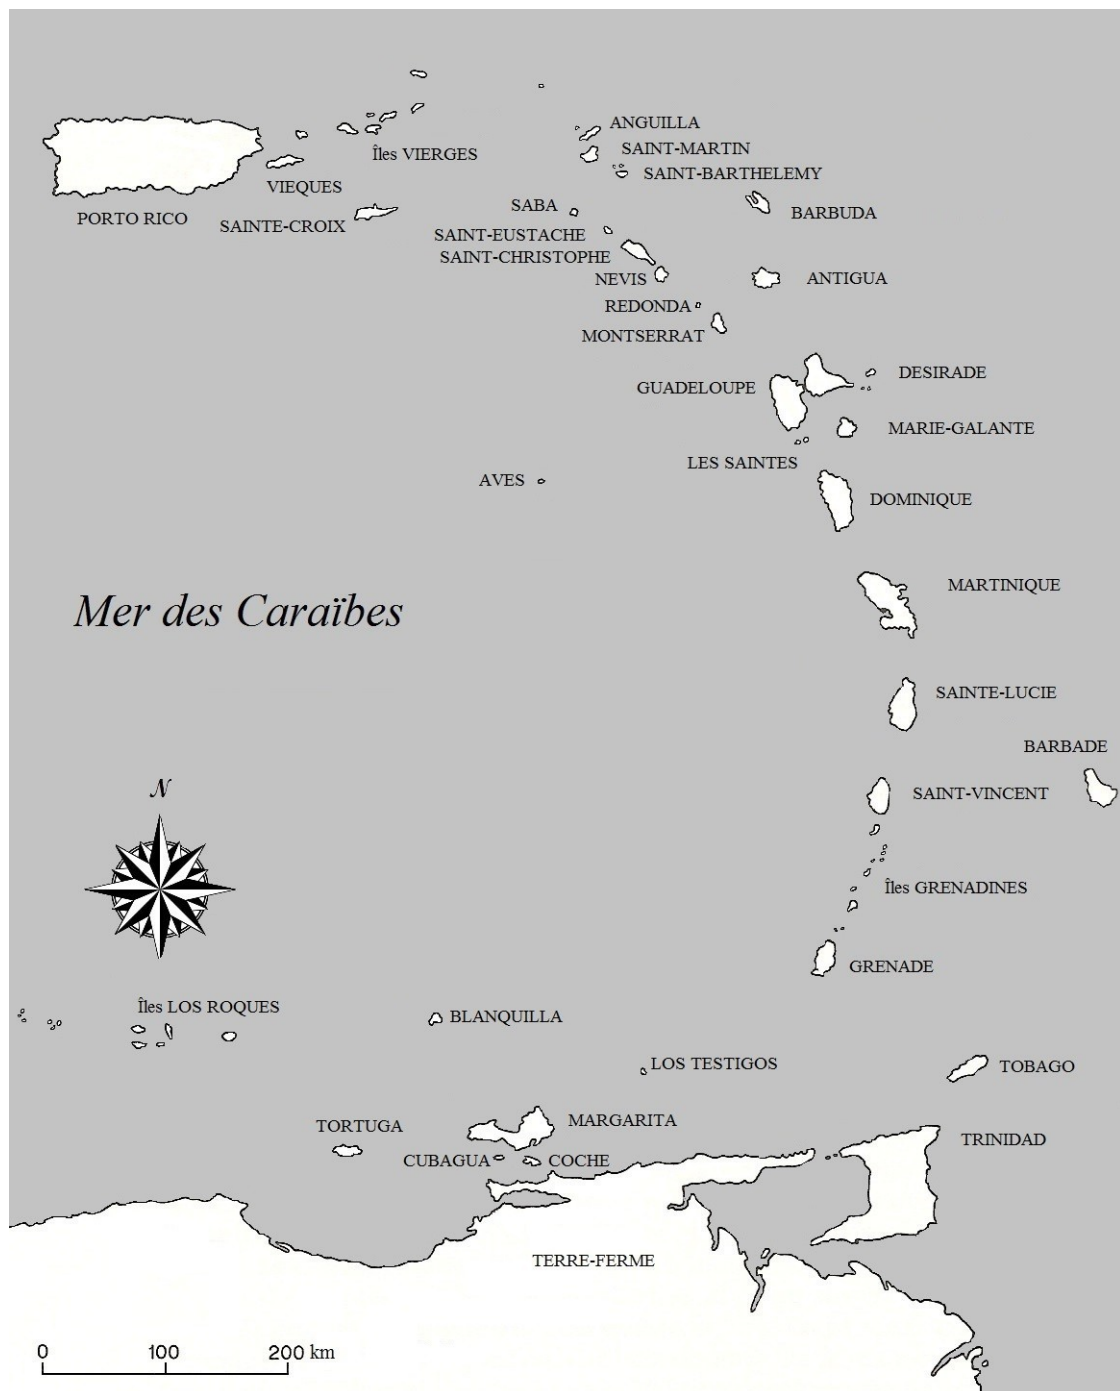 ANGUILLA
SAINT-MARTIN
Îles VIERGES
SAINT-BARTHELEMY
VIEQUES
SABA
BARBUDA
PORTO RICO
SAINTE-CROIX
SAINT-EUSTACHE
SAINT-CHRISTOPHE
NEVIS
ANTIGUA
REDONDA
MONTSERRAT
DESIRADE
GUADELOUPE
MARIE-GALANTE
LES SAINTES
AVES
DOMINIQUE
MARTINIQUE
Mer des Caraïbes
SAINTE-LUCIE
BARBADE
N
SAINT-VINCENT
Îles GRENADINES
GRENADE
Îles LOS ROQUES
BLANQUILLA
LOS TESTIGOS
TOBAGO
MARGARITA
TORTUGA
TRINIDAD
CUBAGUA
COCHE
TERRE-FERME
0 100 200 km